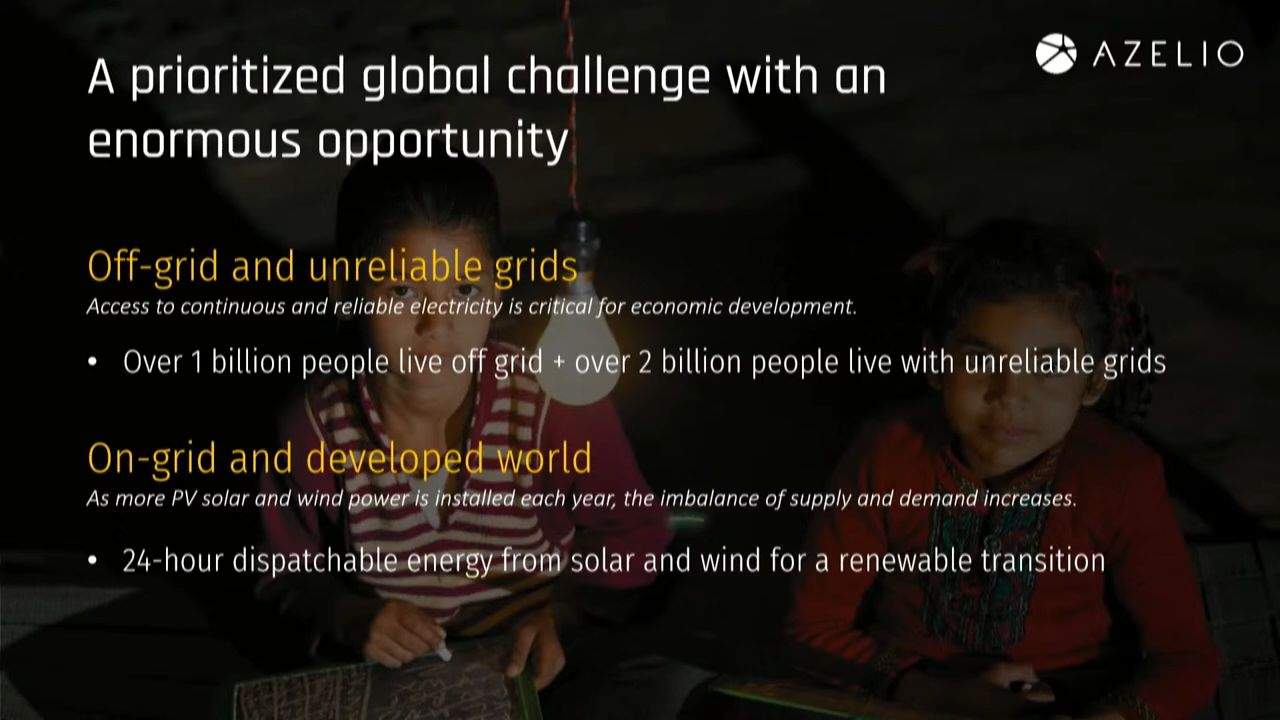 A prioritized global challenge with an
enormous opportunity
AZELIO
Off-grid and unreliable grids
Access to continuous and reliable electricity is critical for economic development.
• Over 1 billion people live off grid + over 2 billion people live with unreliable grids
On-grid and developed world
As more PV solar and wind power is installed each year, the imbalance of supply and demand increases.
• 24-hour dispatchable energy from solar and wind for a renewable transition